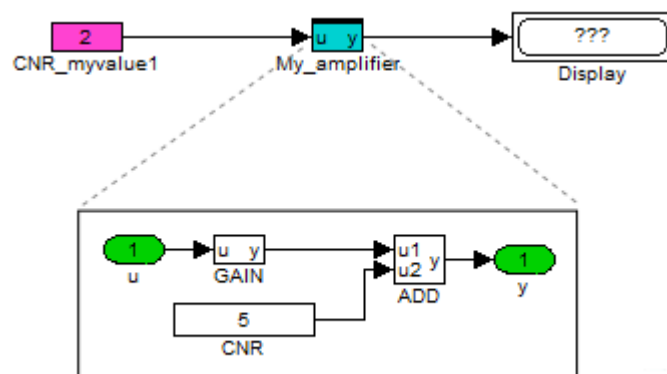 2
CNR_myvalue1
u y
My_amplifier
???
Display
1
u
u y
GAIN
u1
u2
y
ADD
1
y
5
CNR